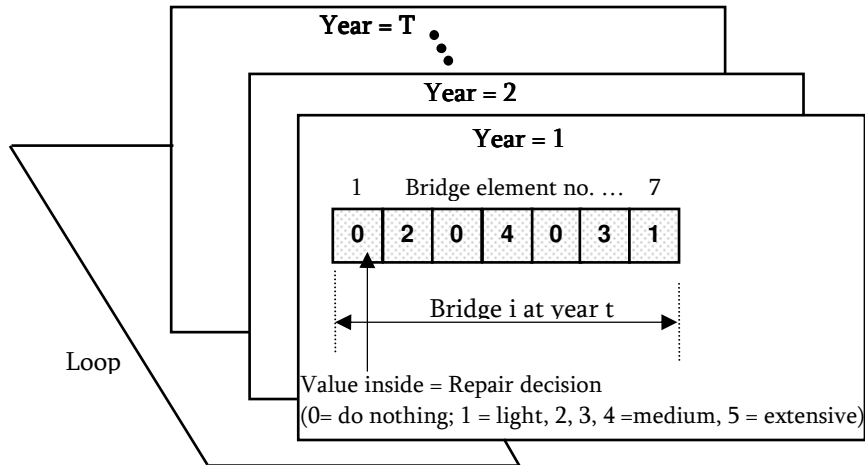 Year = T
Year = 2
Year = 1
1 Bridge element no. ... 7
0 2 0 4 0 3 1
Bridge i at year t
Loop
Value inside = Repair decision
(0= do nothing; 1 = light, 2, 3, 4 =medium, 5 = extensive)